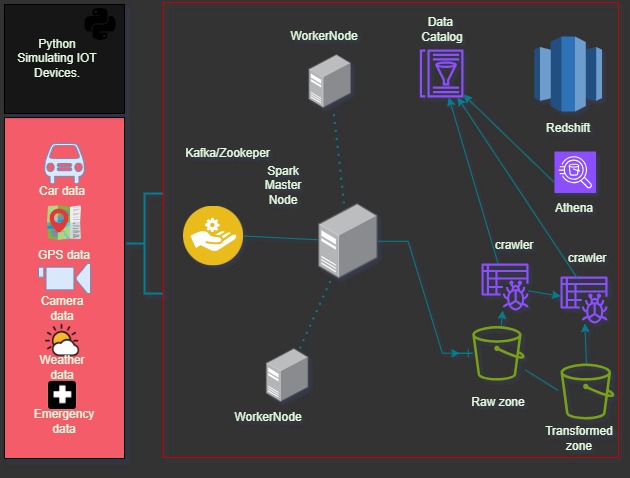 Python
Simulating IOT
Devices.
Car data
GPS data
Camera
data
Weather
data
Emergency
data
Kafka/Zookeper
WorkerNode
Spark
Master
Node
WorkerNode
Data
Catalog
Redshift
Athena
crawler
crawler
Raw zone
Transformed
zone